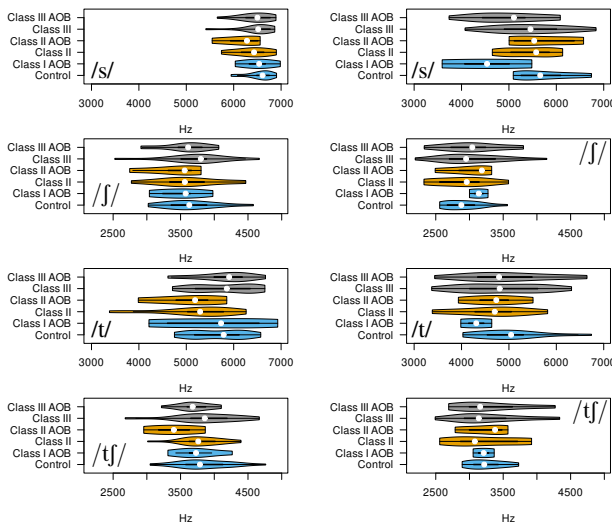 Class III AOB
Class III
Class II AOB
Class II
Class I AOB
Control
/s/
3000 4000 5000 6000 7000
Hz
Class III AOB
Class III
Class II AOB
Class II
Class I AOB
Control
/s/
3000 4000 5000 6000 7000
Hz
Class III AOB
Class III
Class II AOB
Class II
Class I AOB
Control
/ʃ/
2500 3500 4500
Hz
Class III AOB
Class III
Class II AOB
Class II
Class I AOB
Control
/ʃ/
2500 3500 4500
Hz
Class III AOB
Class III
Class II AOB
Class II
Class I AOB
Control
/t/
3000 4000 5000 6000 7000
Hz
Class III AOB
Class III
Class II AOB
Class II
Class I AOB
Control
/t/
3000 4000 5000 6000 7000
Hz
Class III AOB
Class III
Class II AOB
Class II
Class I AOB
Control
/tʃ/
2500 3500 4500
Hz
Class III AOB
Class III
Class II AOB
Class II
Class I AOB
Control
/tʃ/
2500 3500 4500
Hz